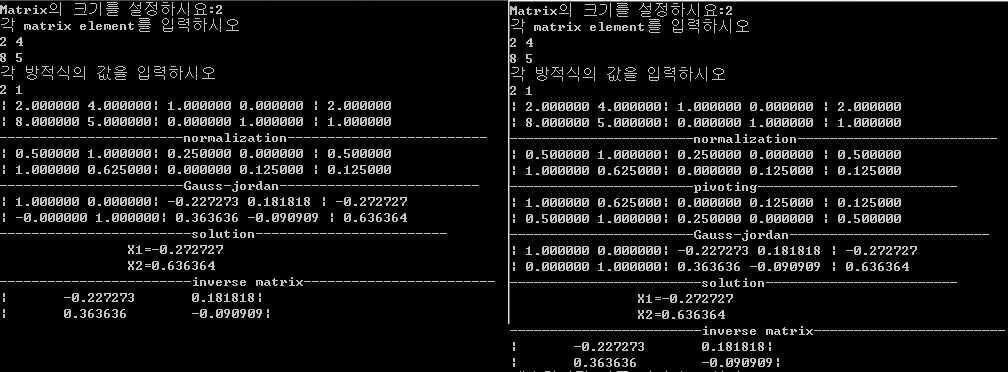 Matrix의 크기를 설정하시요:2
각 matrix element를 입력하시오
2 4
8 5
각 방적식의 값을 입력하시오
2 1
¦ 2.000000 4.000000¦ 1.000000 0.000000 ¦ 2.000000
¦ 8.000000 5.000000¦ 0.000000 1.000000 ¦ 1.000000
-----------------------normalization-------------------------
¦ 0.500000 1.000000¦ 0.250000 0.000000 ¦ 0.500000
¦ 1.000000 0.625000¦ 0.000000 0.125000 ¦ 0.125000
-----------------------Gauss-jordan-------------------------
¦ 1.000000 0.000000¦ -0.227273 0.181818 ¦ -0.272727
¦ -0.000000 1.000000¦ 0.363636 -0.090909 ¦ 0.636364
------------------------solution------------------------
X1=-0.272727
X2=0.636364
------------------------inverse matrix------------------------
¦ -0.227273 0.181818¦
¦ 0.363636 -0.090909¦
Matrix의 크기를 설정하시요:2
각 matrix element를 입력하시오
2 4
8 5
각 방적식의 값을 입력하시오
2 1
¦ 2.000000 4.000000¦ 1.000000 0.000000 ¦ 2.000000
¦ 8.000000 5.000000¦ 0.000000 1.000000 ¦ 1.000000
-----------------------normalization-------------------------
¦ 0.500000 1.000000¦ 0.250000 0.000000 ¦ 0.500000
¦ 1.000000 0.625000¦ 0.000000 0.125000 ¦ 0.125000
-----------------------pivoting-------------------------
¦ 1.000000 0.625000¦ 0.000000 0.125000 ¦ 0.125000
¦ 0.500000 1.000000¦ 0.250000 0.000000 ¦ 0.500000
-----------------------Gauss-jordan-------------------------
¦ 1.000000 0.000000¦ -0.227273 0.181818 ¦ -0.272727
¦ 0.000000 1.000000¦ 0.363636 -0.090909 ¦ 0.636364
------------------------solution------------------------
X1=-0.272727
X2=0.636364
------------------------inverse matrix------------------------
¦ -0.227273 0.181818¦
¦ 0.363636 -0.090909¦